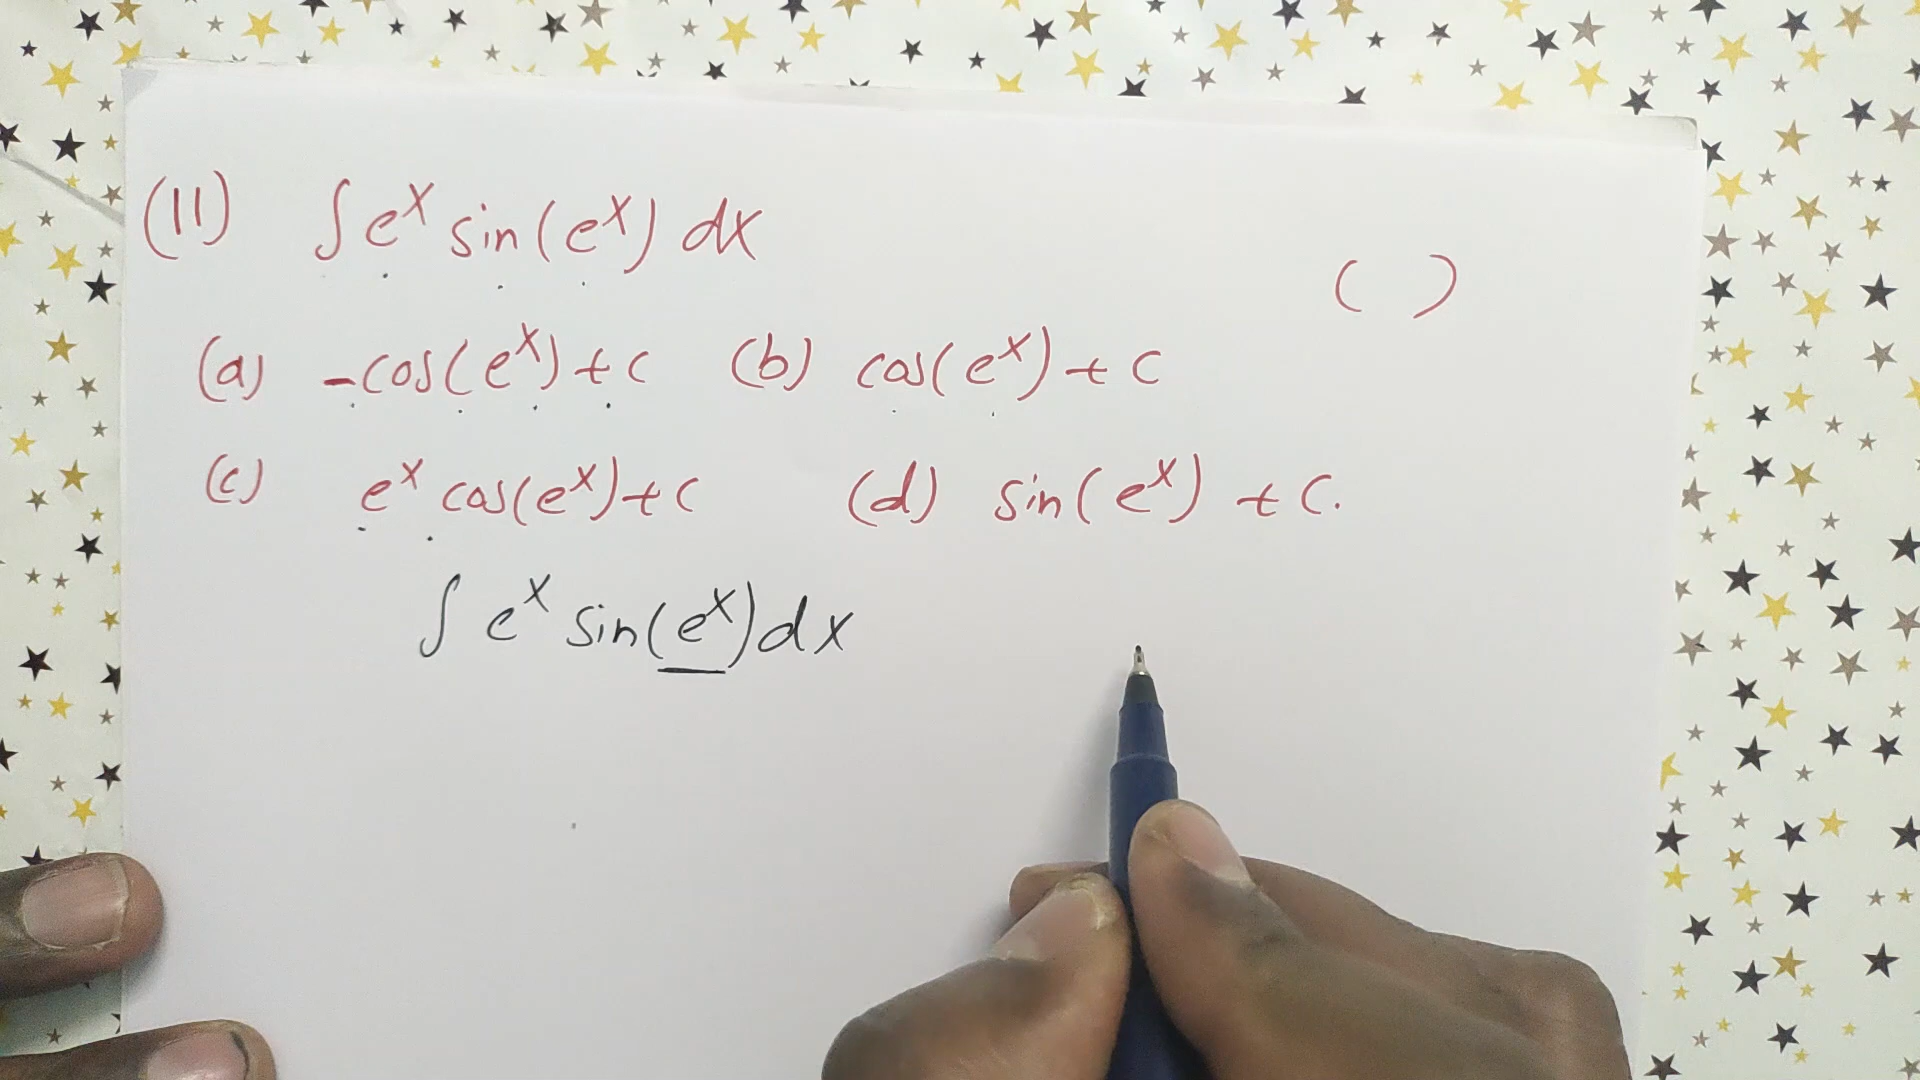 (11) ∫e^x sin(e^x) dx
( )
(a) -cos(e^x)+c (b) cos(e^x)+c
(c) e^x cos(e^x)+c (d) sin(e^x)+c.
∫e^x sin(e^x)dx